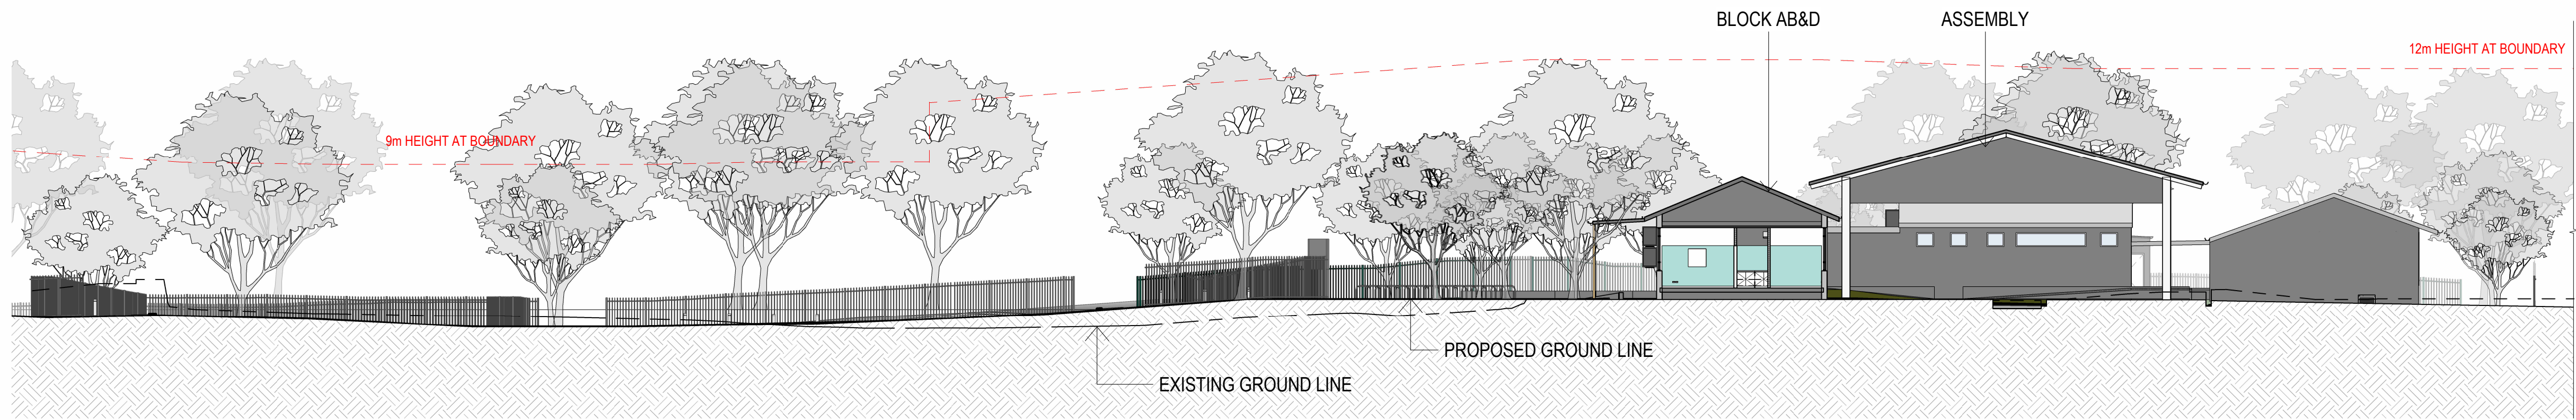 BLOCK AB&D
ASSEMBLY
12m HEIGHT AT BOUNDARY
9m HEIGHT AT BOUNDARY
PROPOSED GROUND LINE
EXISTING GROUND LINE